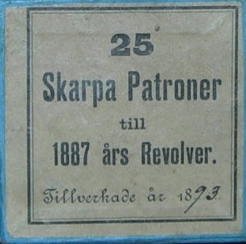 25
Skarpa Patroner
till
1887 års Revolver.
Tillverkade år 1893.